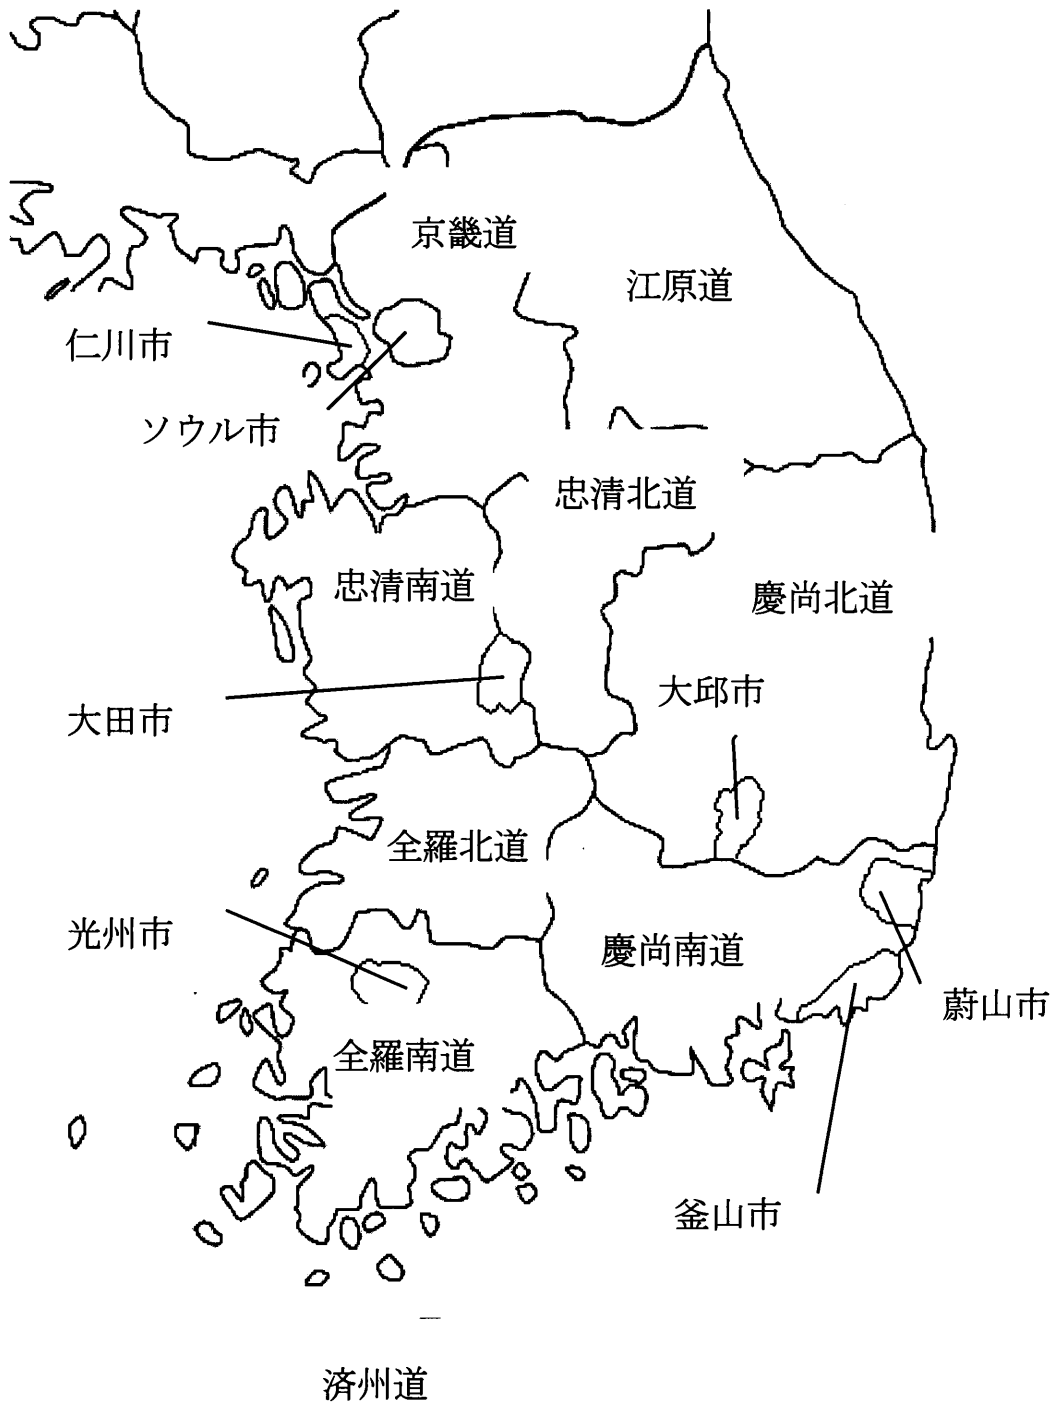 京畿道
江原道
仁川市
ソウル市
忠清北道
忠清南道
慶尚北道
大邱市
大田市
全羅北道
光州市
慶尚南道
蔚山市
全羅南道
釜山市
済州道